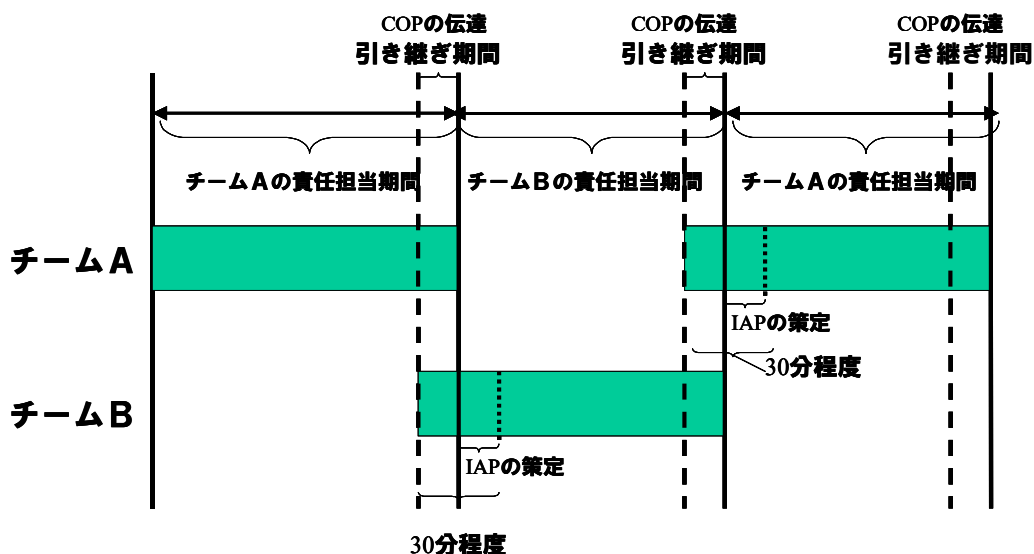 COPの伝達
引き継ぎ期間
COPの伝達
引き継ぎ期間
COPの伝達
引き継ぎ期間
チームAの責任担当期間
チームBの責任担当期間
チームAの責任担当期間
チームA
IAPの策定
30分程度
チームB
IAPの策定
30分程度